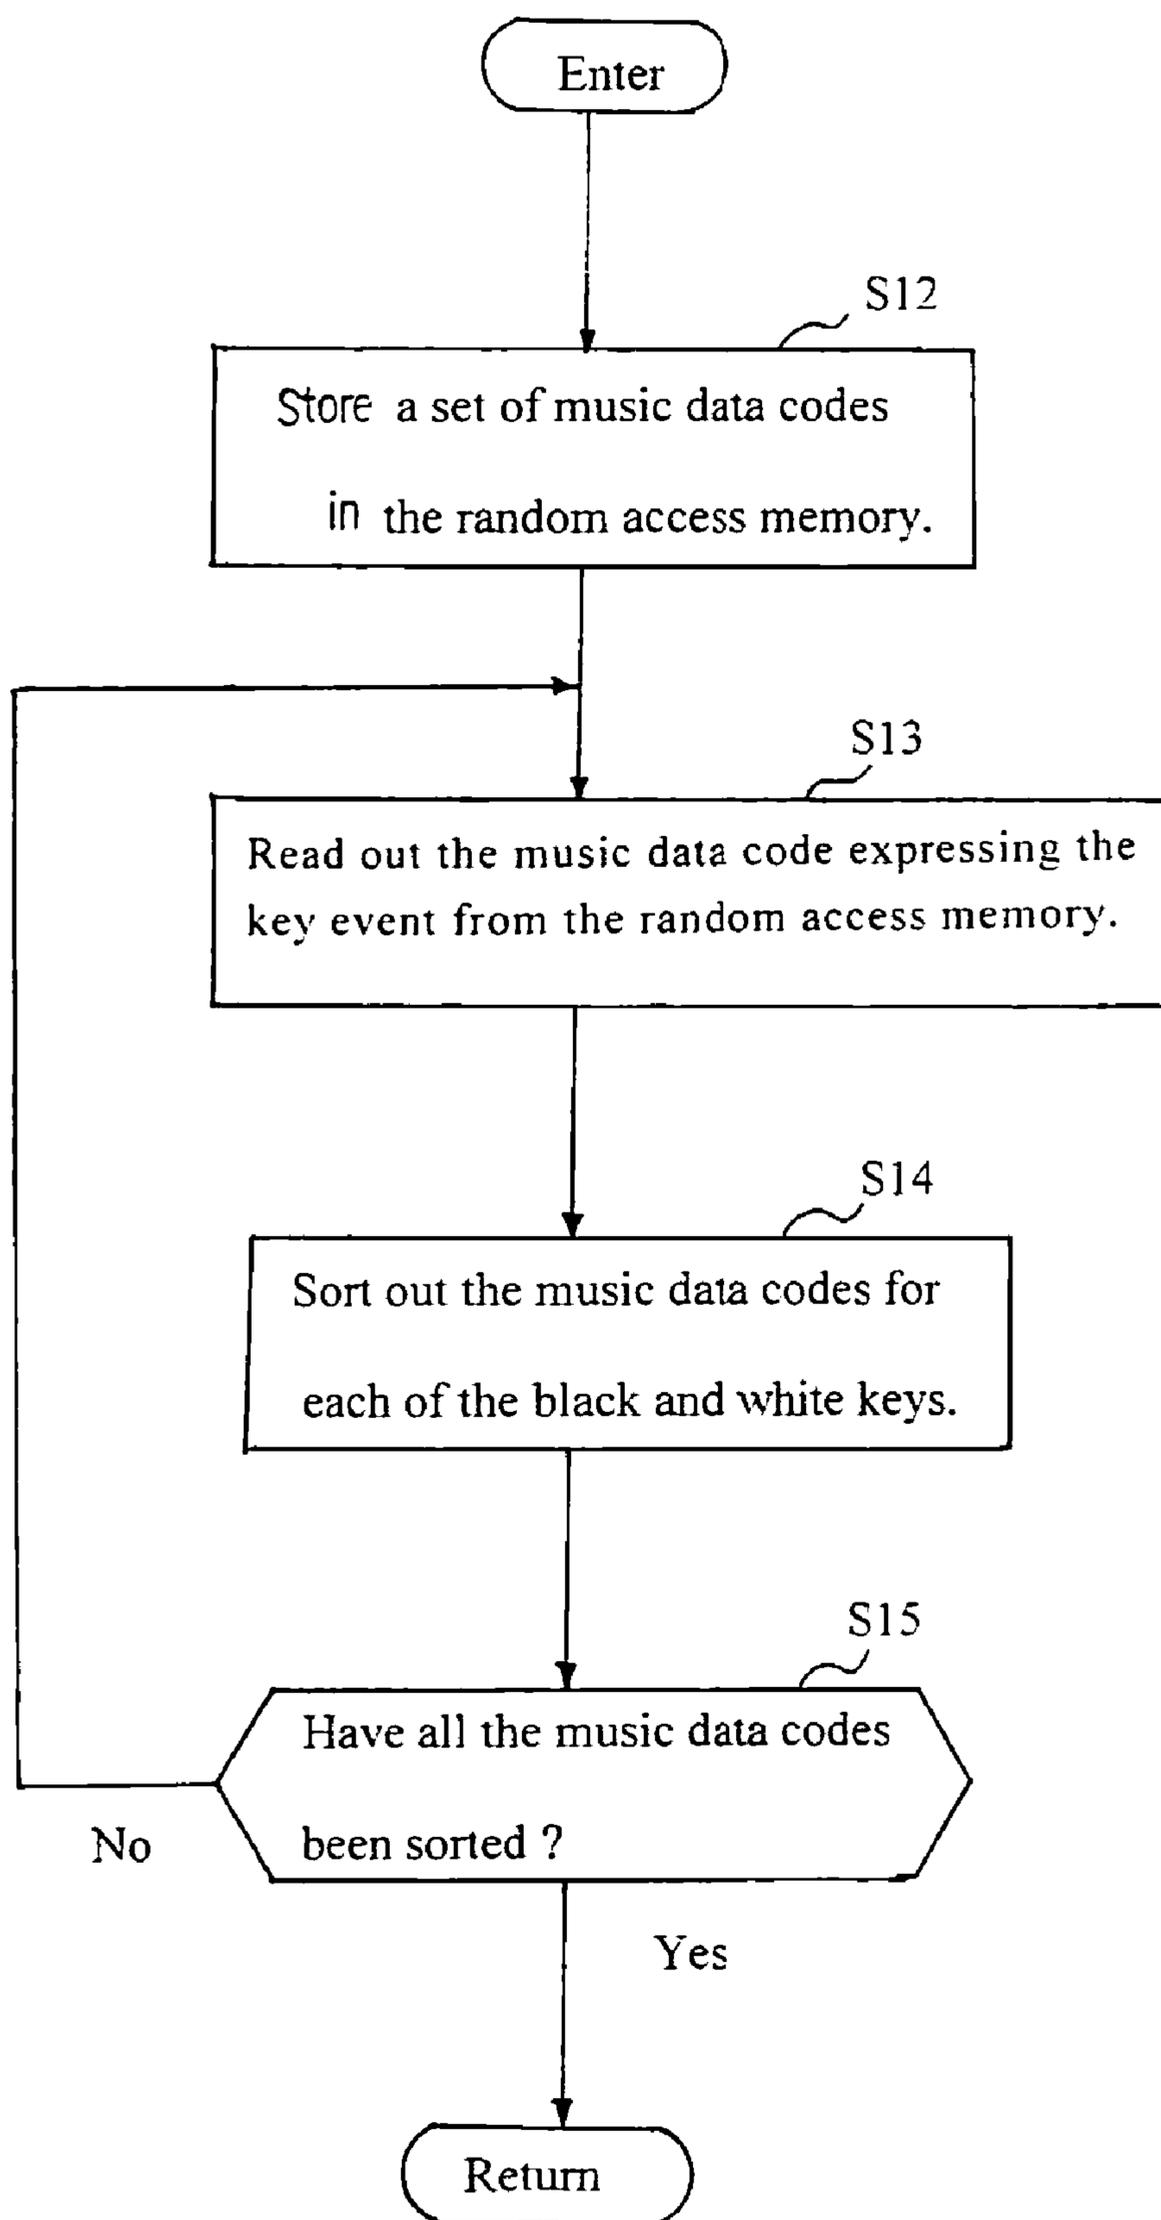 Enter
S12
Store a set of music data codes
in the random access memory.
S13
Read out the music data code expressing the
key event from the random access memory.
S14
Sort out the music data codes for
each of the black and white keys.
S15
Have all the music data codes
been sorted ?
No
Yes
Return